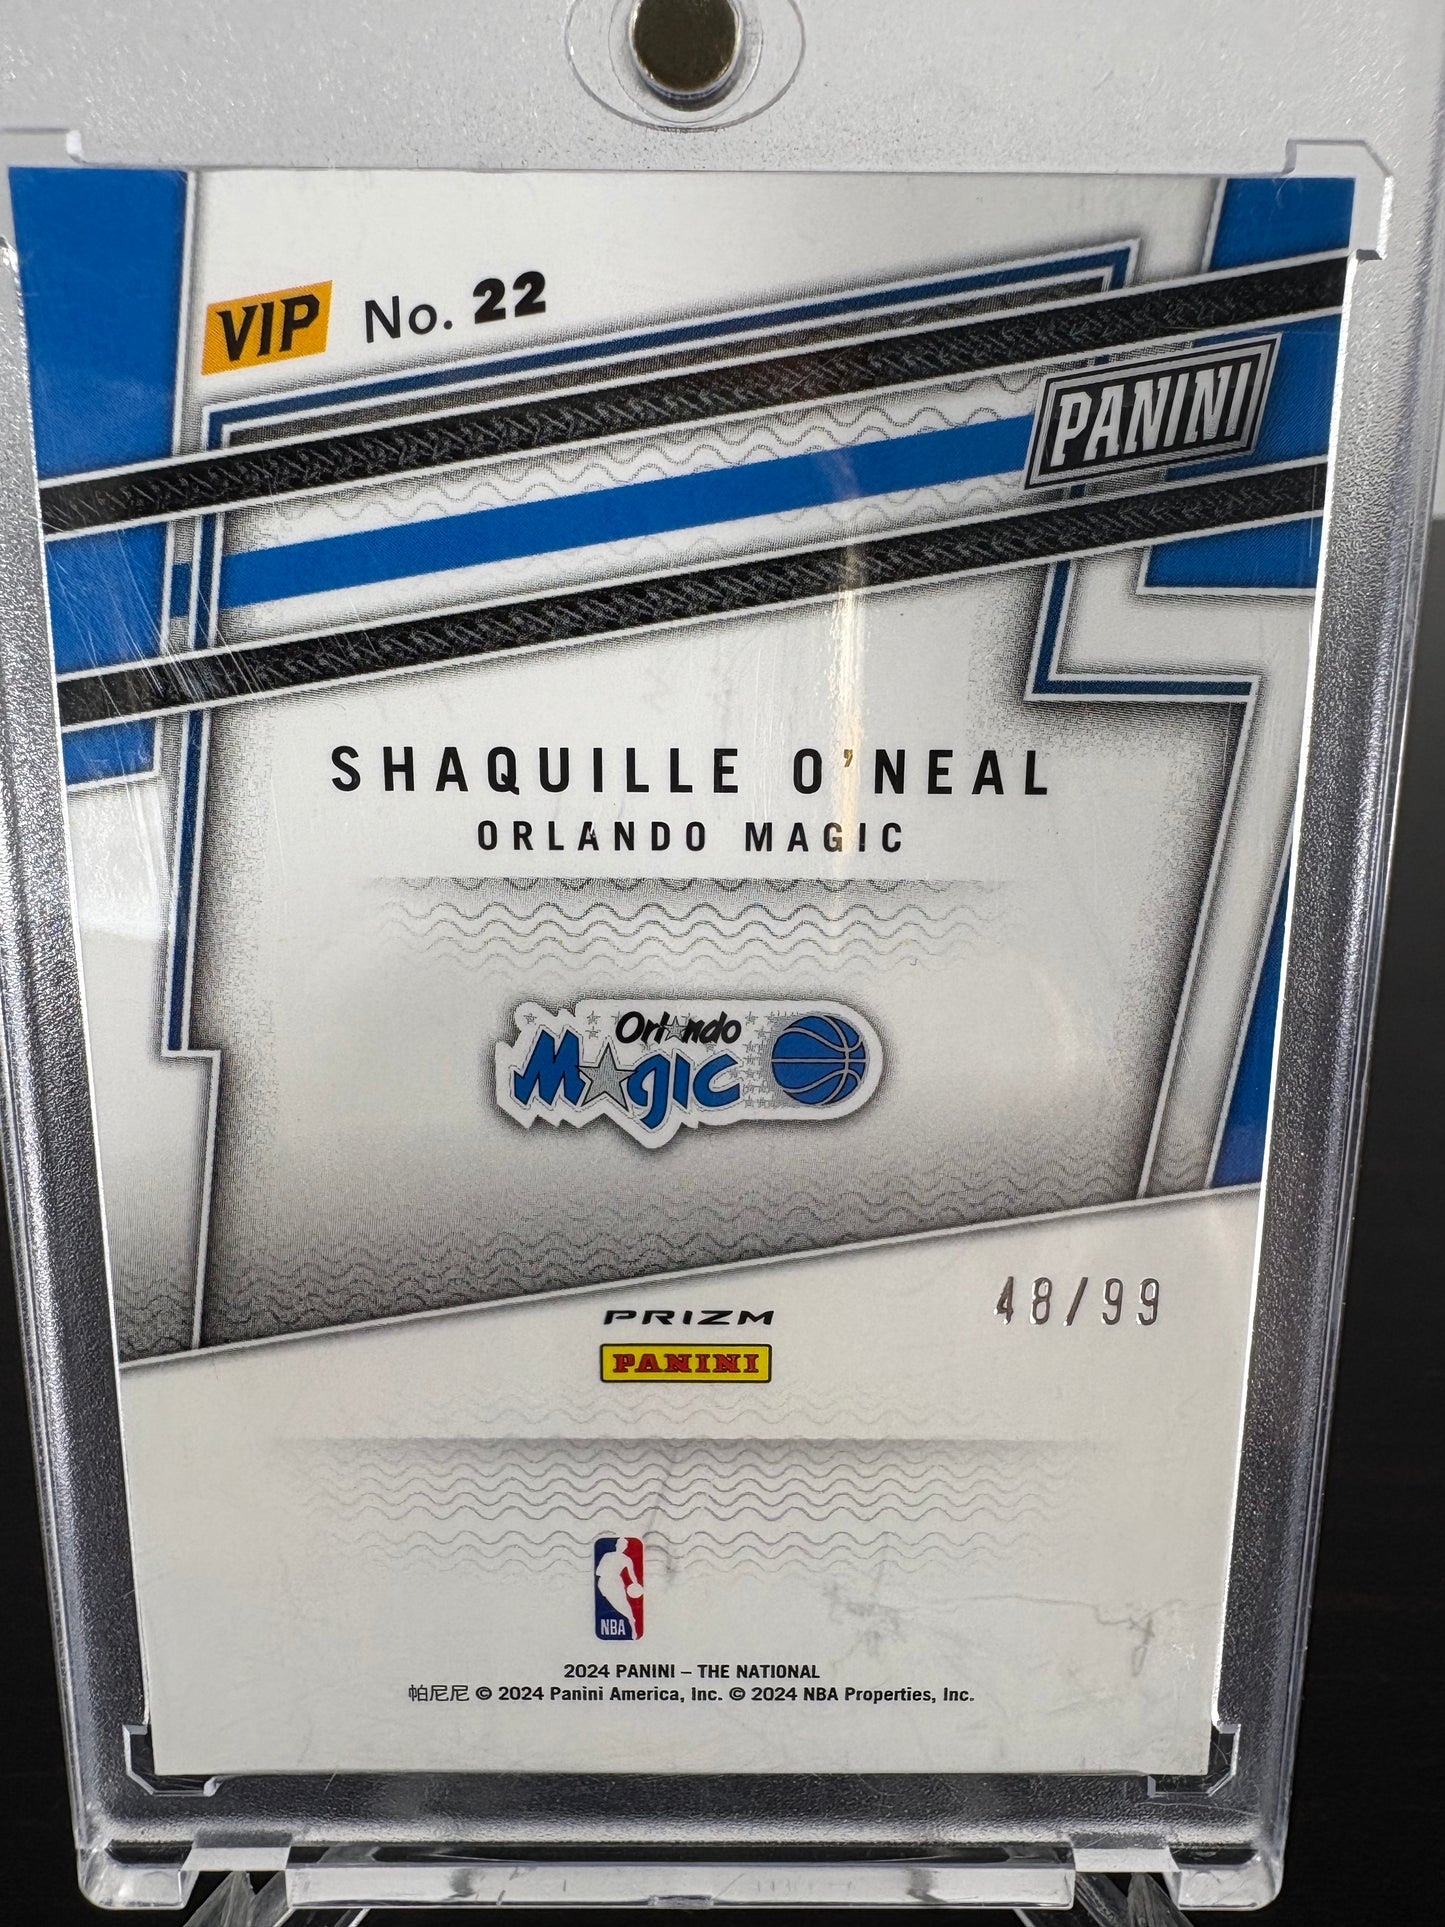 VIP No. 22
PANINI
SHAQUILLE O'NEAL
ORLANDO MAGIC
Orlando
MAGIC
48/99
PRIZM
PANINI
NBA
2024 PANINI – THE NATIONAL
帕尼尼 © 2024 Panini America, Inc. © 2024 NBA Properties, Inc.